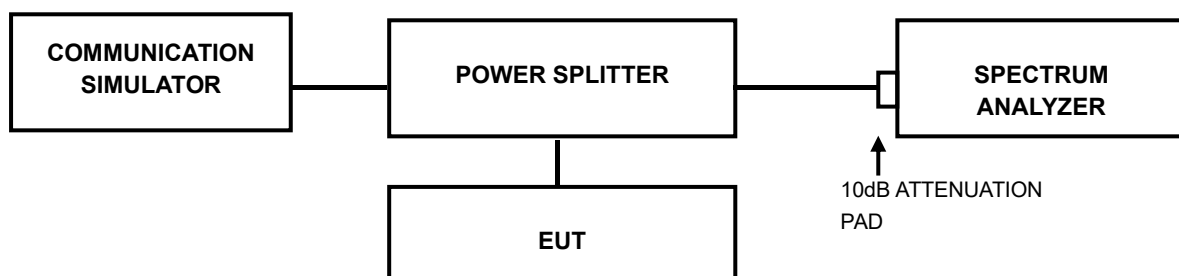 COMMUNICATION
SIMULATOR
POWER SPLITTER
SPECTRUM
ANALYZER
10dB ATTENUATION
PAD
EUT